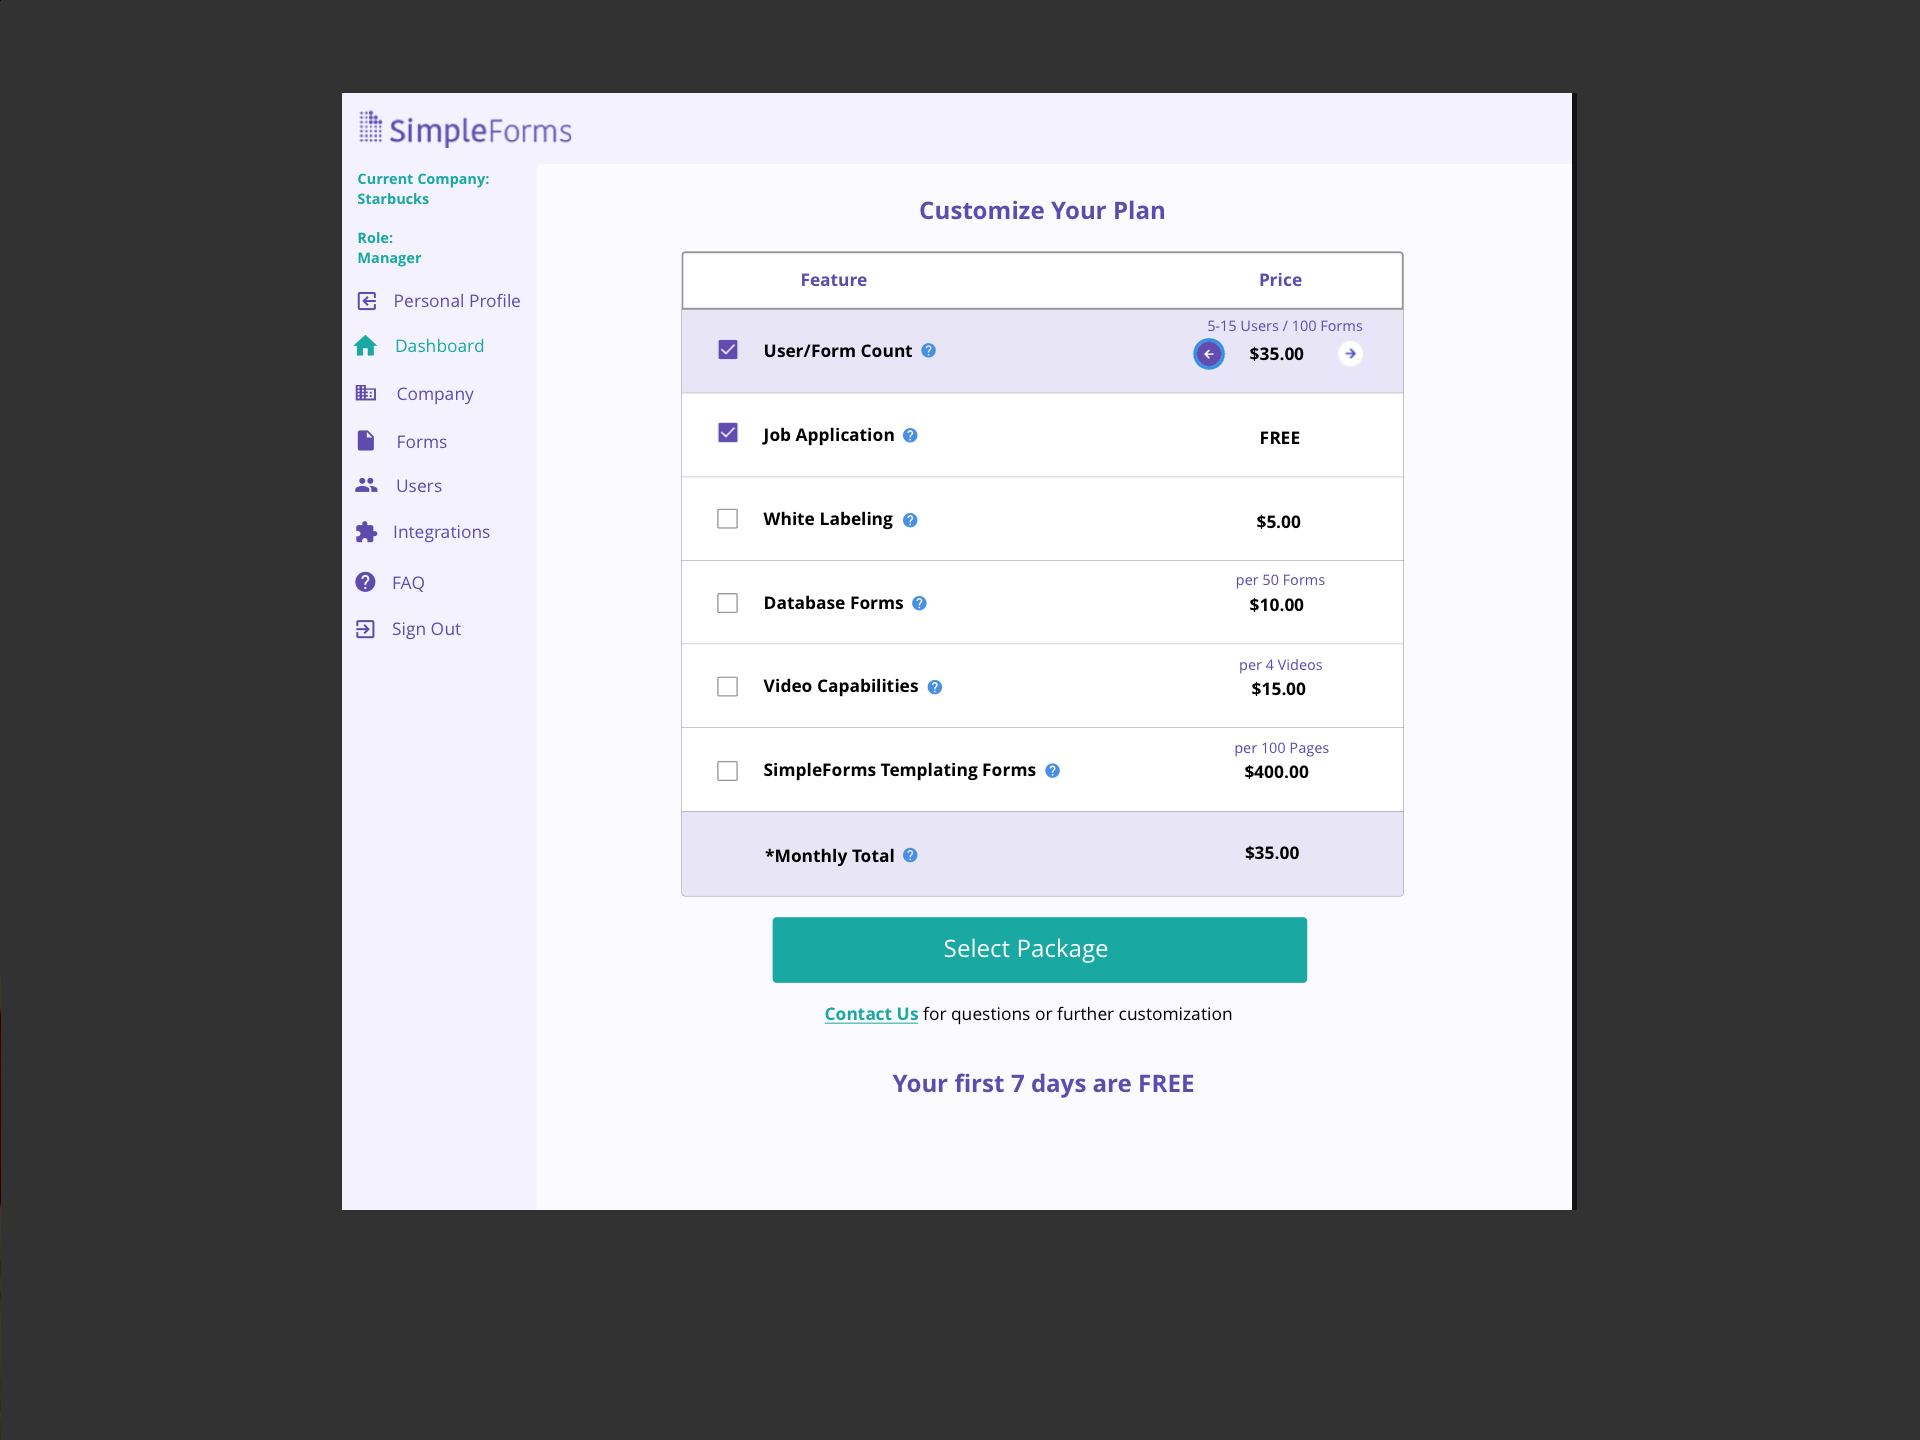 SimpleForms
Current Company:
Starbucks
Role:
Manager
Personal Profile
Dashboard
Company
Forms
Users
Integrations
FAQ
Sign Out
Customize Your Plan
Feature Price
5-15 Users / 100 Forms
User/Form Count ? $35.00
Job Application ? FREE
White Labeling ? $5.00
per 50 Forms
Database Forms ? $10.00
per 4 Videos
Video Capabilities ? $15.00
per 100 Pages
SimpleForms Templating Forms ? $400.00
*Monthly Total ? $35.00
Select Package
Contact Us for questions or further customization
Your first 7 days are FREE